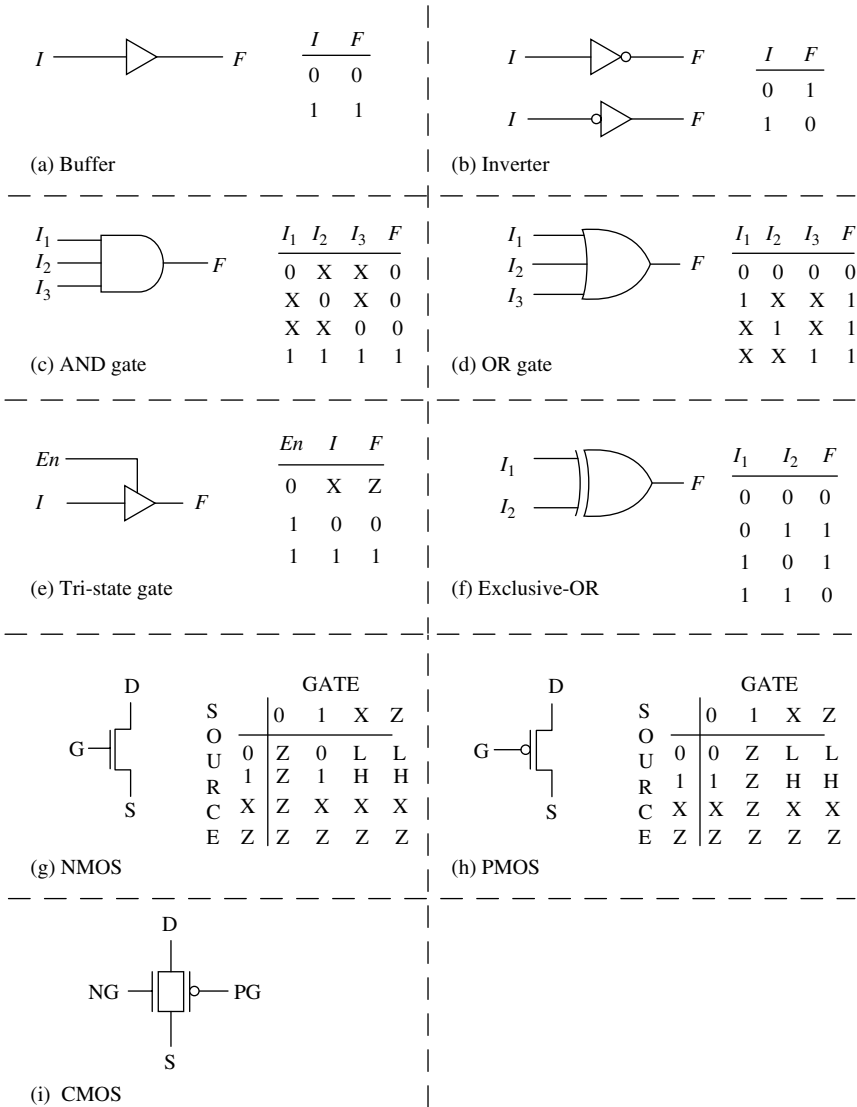 I F
I F
0 0
1 1
(a) Buffer
I F
I F
I F
0 1
1 0
(b) Inverter
I1
I2
I3
F
I1 I2 I3 F
0 X X 0
X 0 X 0
X X 0 0
1 1 1 1
(c) AND gate
I1
I2
I3
F
I1 I2 I3 F
0 0 0 0
1 X X 1
X 1 X 1
X X 1 1
(d) OR gate
En
I F
En I F
0 X Z
1 0 0
1 1 1
(e) Tri-state gate
I1
I2
F
I1 I2 F
0 0 0
0 1 1
1 0 1
1 1 0
(f) Exclusive-OR
D
G
S
GATE
SOURCE
0 1 X Z
0 Z 0 L L
1 Z 1 H H
X Z X X X
Z Z Z Z Z
(g) NMOS
D
G
S
GATE
SOURCE
0 1 X Z
0 0 Z L L
1 1 Z H H
X X Z X X
Z Z Z Z Z
(h) PMOS
D
NG PG
S
(i) CMOS